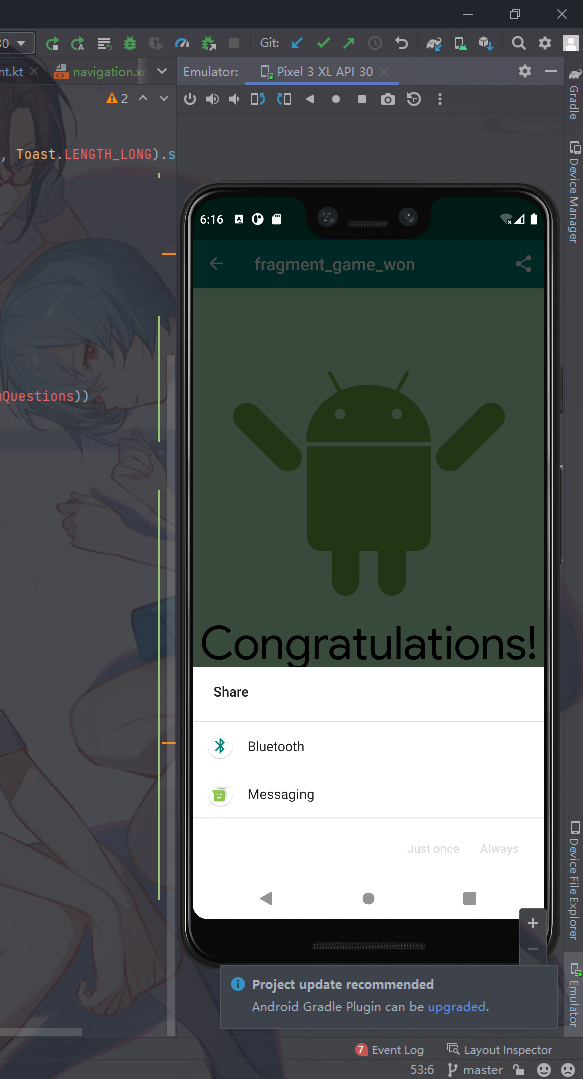 30
Git:
nt.kt
navigation.x
Emulator:
Pixel 3 XL API 30
2
, Toast.LENGTH_LONG).s
Questions))
6:16
fragment_game_won
Congratulations!
Share
Bluetooth
Messaging
Just once
Always
Project update recommended
Android Gradle Plugin can be upgraded.
7 Event Log
Layout Inspector
53:6
master
Gradle
Device Manager
Device File Explorer
Emulator